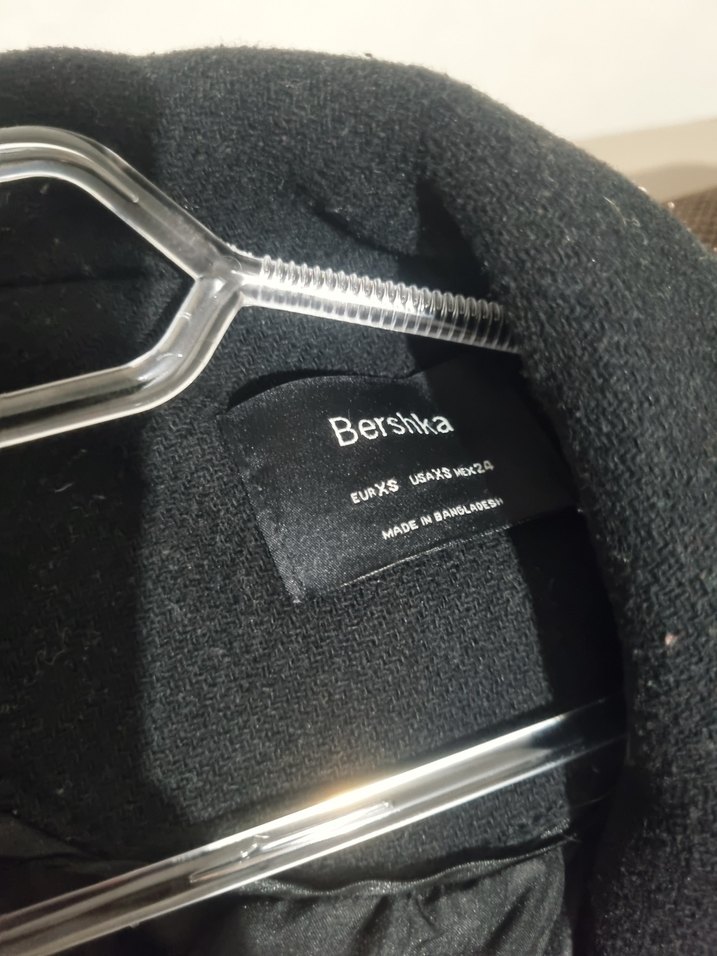 Bershka
EUR XS USA XS MEX 24
MADE IN BANGLADESH